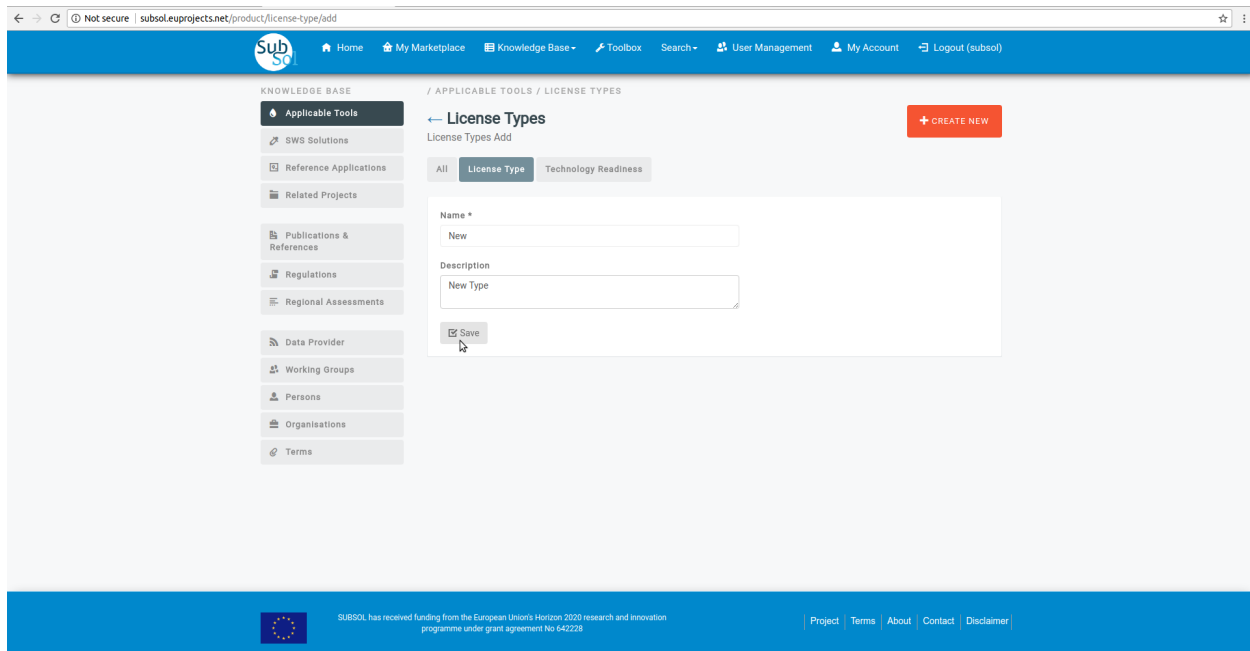 Not secure | subsol.euprojects.net/product/license-type/add
SubSol
Home My Marketplace Knowledge Base Toolbox Search User Management My Account Logout (subsol)
KNOWLEDGE BASE
Applicable Tools
SWS Solutions
Reference Applications
Related Projects
Publications &
References
Regulations
Regional Assessments
Data Provider
Working Groups
Persons
Organisations
Terms
/ APPLICABLE TOOLS / LICENSE TYPES
← License Types
License Types Add
+ CREATE NEW
All License Type Technology Readiness
Name *
New
Description
New Type
Save
SUBSOL has received funding from the European Union's Horizon 2020 research and innovation
programme under grant agreement No 642228
Project | Terms | About | Contact | Disclaimer